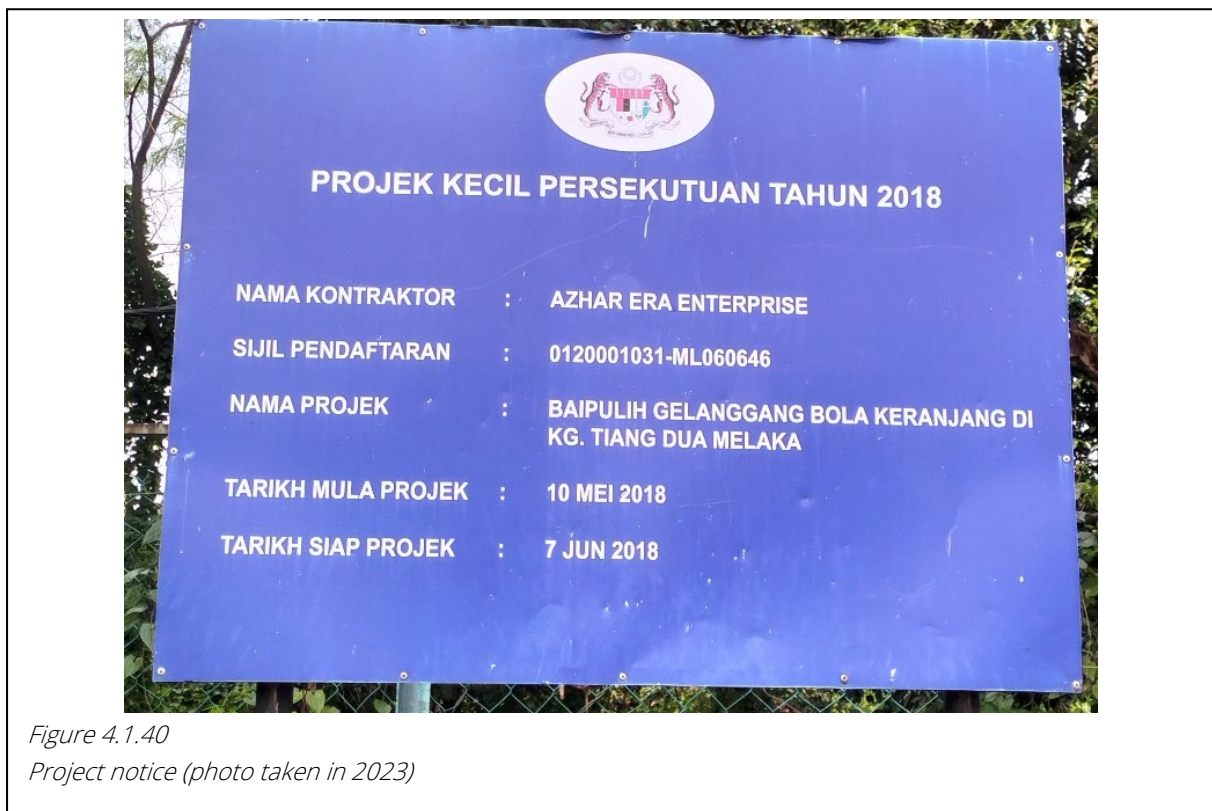 PROJEK KECIL PERSEKUTUAN TAHUN 2018
NAMA KONTRAKTOR : AZHAR ERA ENTERPRISE
SIJIL PENDAFTARAN : 0120001031-ML060646
NAMA PROJEK : BAIPULIH GELANGGANG BOLA KERANJANG DI
KG. TIANG DUA MELAKA
TARIKH MULA PROJEK : 10 MEI 2018
TARIKH SIAP PROJEK : 7 JUN 2018
Figure 4.1.40
Project notice (photo taken in 2023)